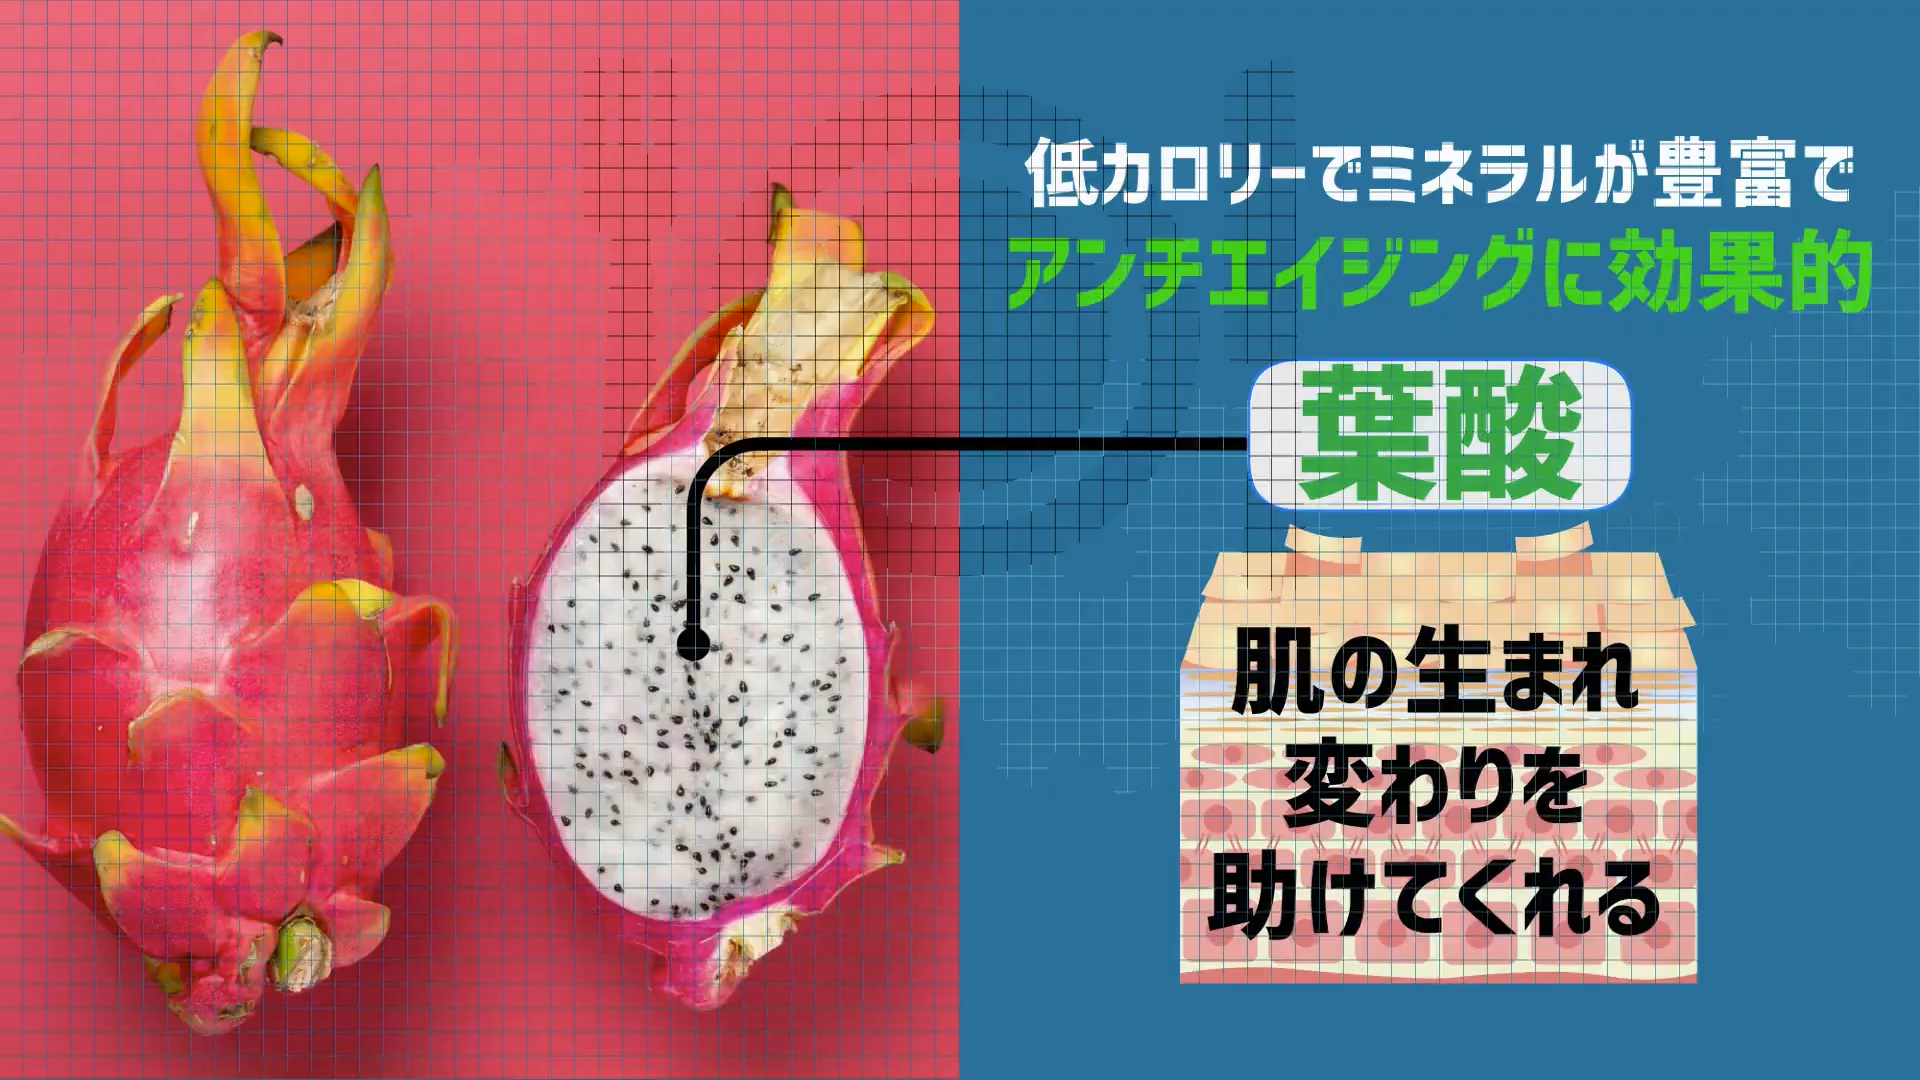 低カロリーでミネラルが豊富で
アンチエイジングに効果的
葉酸
肌の生まれ
変わりを
助けてくれる